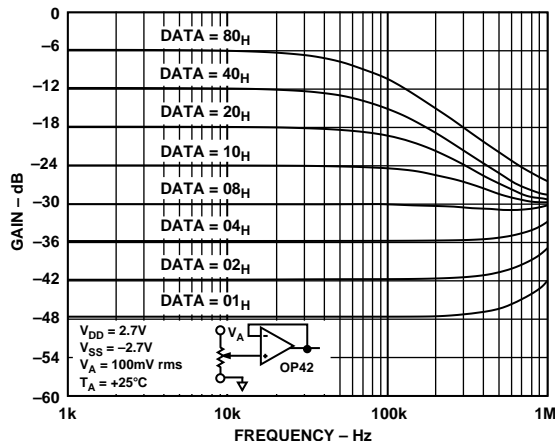 0
–6
–12
–18
–24
–30
–36
–42
–48
–54
–60
GAIN – dB
DATA = 80H
DATA = 40H
DATA = 20H
DATA = 10H
DATA = 08H
DATA = 04H
DATA = 02H
DATA = 01H
VDD = 2.7V
VSS = –2.7V
VA = 100mV rms
TA = +25°C
VA
–
+
OP42
1k
10k
100k
1M
FREQUENCY – Hz